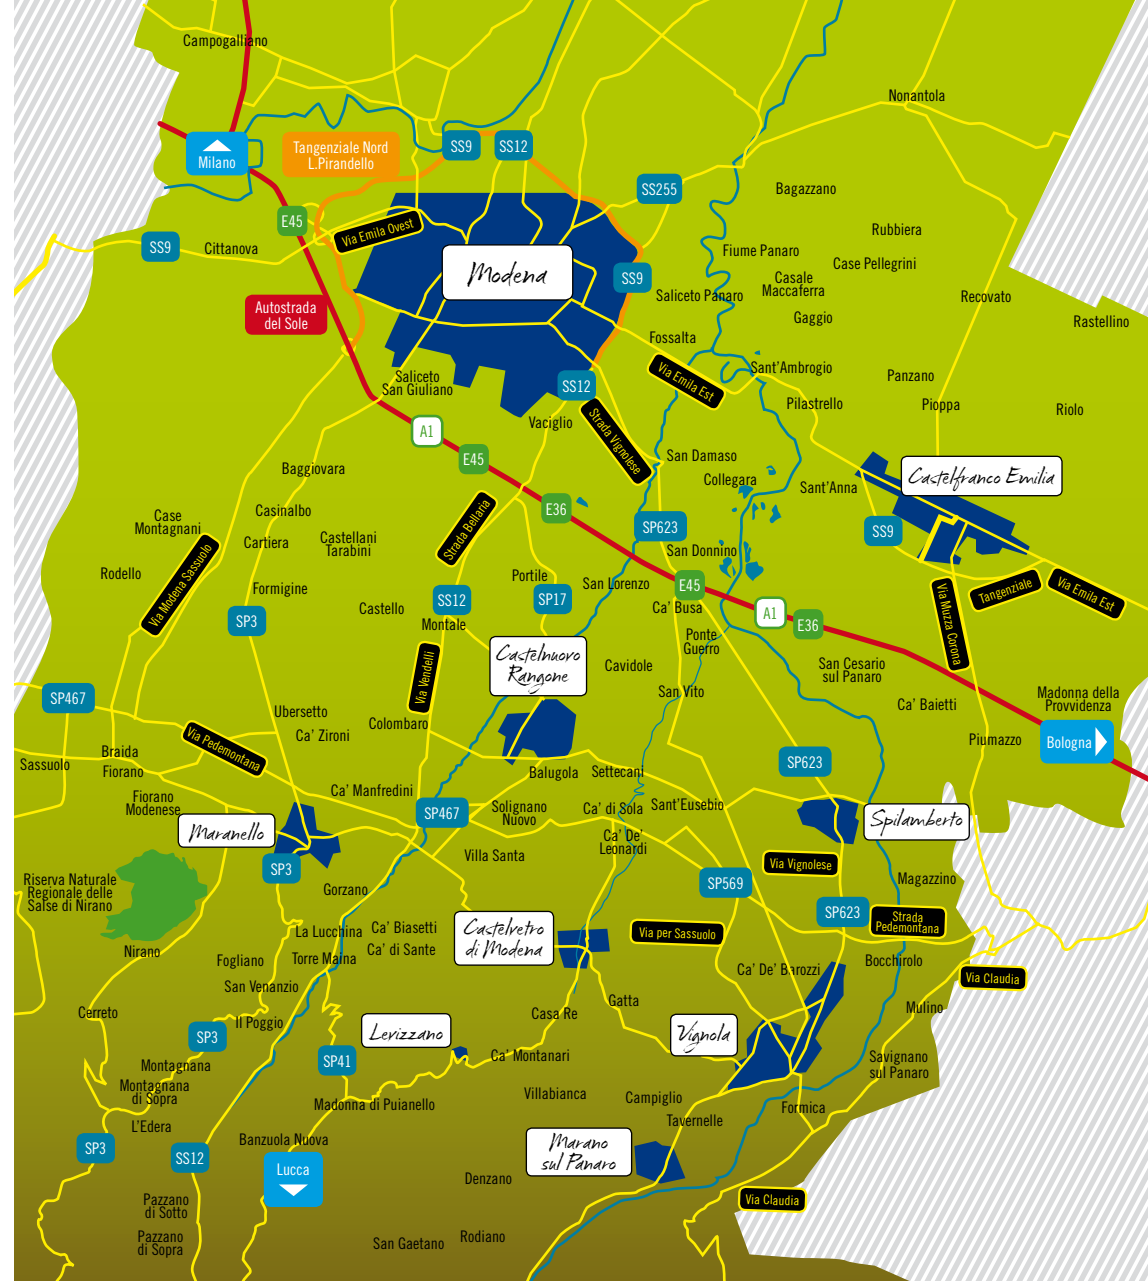 Campogalliano
Nonantola
Milano
Tangenziale Nord
L.Pirandello
SS9
SS12
SS255
Bagazzano
E45
Via Emila Ovest
Rubbiera
SS9
Cittanova
Fiume Panaro
Case Pellegrini
Modena
SS9
Casale
Maccaferra
Saliceto Panaro
Recovato
Autostrada
del Sole
Gaggio
Rastellino
Fossalta
Sant'Ambrogio
Via Emila Est
Saliceto
San Giuliano
SS12
Panzano
Pilastrello
Pioppa
Riolo
Vaciglio
Strada Vignolese
A1
E45
San Damaso
Baggiovara
Collegara
Castelfranco Emilia
Sant'Anna
Casinalbo
E36
Case
Montagnani
Strada Bellaria
SP623
SS9
Cartiera
Castellani
Tarabini
San Donnino
Rodello
Via Modena Sassuolo
Formigine
Portile
San Lorenzo
E45
Tangenziale
Via Emila Est
Castello
SS12
SP17
Ca' Busa
A1
E36
Via Muzza Corona
SP3
Montale
Ponte
Guerro
Castelnuovo
Rangone
Cavidole
San Cesario
sul Panaro
Via Vendelli
San Vito
SP467
Madonna della
Provvidenza
Ca' Baietti
Ubersetto
Colombaro
Ca' Zironi
Via Pedemontana
Piumazzo
Bologna
Braida
Sassuolo
Fiorano
SP623
Balugola
Settecani
Ca' Manfredini
Fiorano
Modenese
SP467
Solignano
Nuovo
Ca' di Sola
Sant'Eusebio
Spilamberto
Maranello
Ca' De'
Leonardi
Villa Santa
Via Vignolese
SP3
Riserva Naturale
Regionale delle
Salse di Nirano
Gorzano
SP569
Magazzino
SP623
Strada
Pedemontana
La Lucchina
Ca' Biasetti
Castelvetro
di Modena
Via per Sassuolo
Nirano
Ca' di Sante
Fogliano
Torre Maina
Bocchirolo
Ca' De' Barozzi
Via Claudia
San Venanzio
Gatta
Mulino
Cerreto
Casa Re
Il Poggio
SP3
Levizzano
Vignola
Montagnana
SP41
Ca' Montanari
Savignano
sul Panaro
Montagnana
di Sopra
Villabianca
Campiglio
Madonna di Puianello
Formica
Tavernelle
L'Edera
Banzuola Nuova
SP3
SS12
Marano
sul Panaro
Lucca
Denzano
Pazzano
di Sotto
Via Claudia
Pazzano
di Sopra
San Gaetano
Rodiano